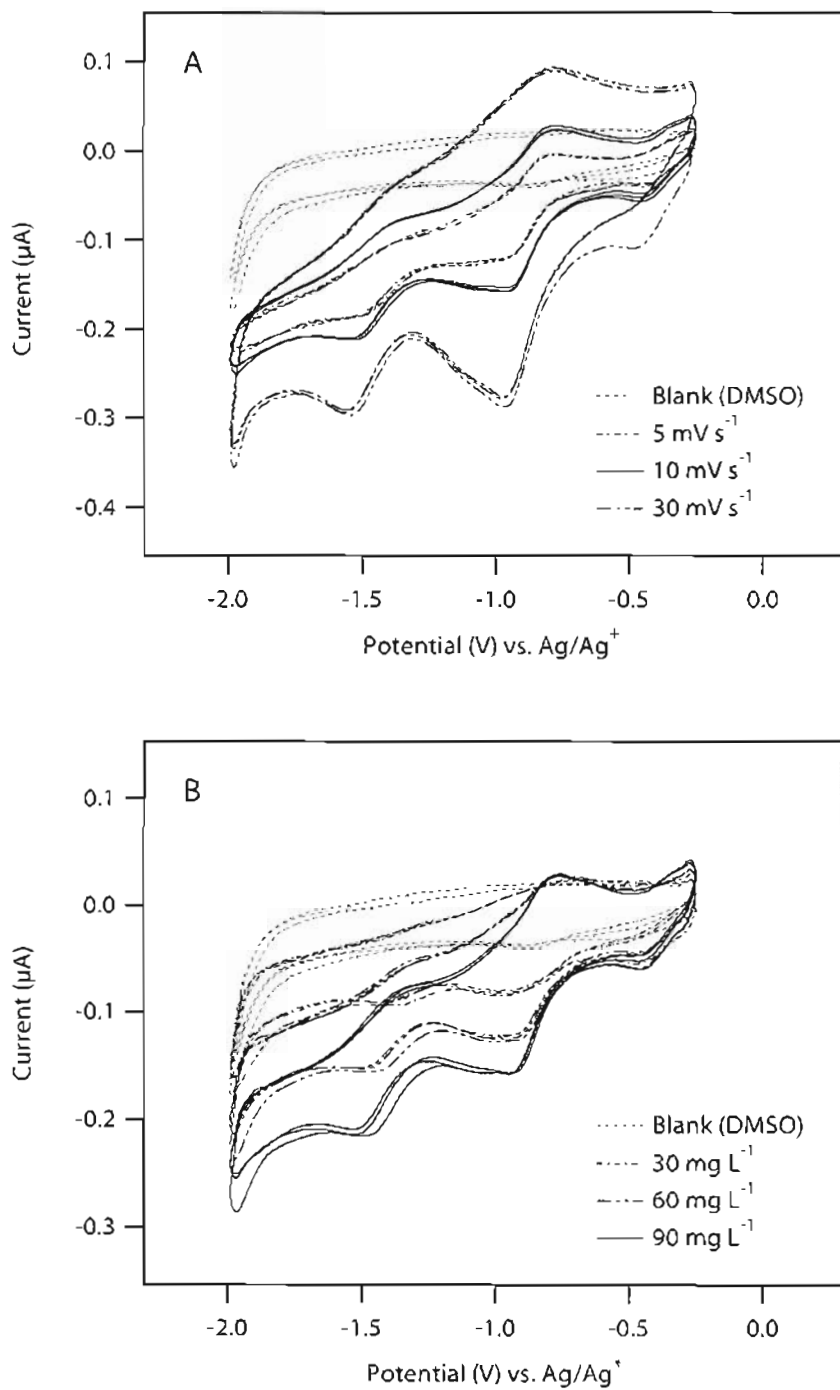 A
0.1
0.0
-0.1
-0.2
-0.3
-0.4
Current (µA)
Blank (DMSO)
5 mV s⁻¹
10 mV s⁻¹
30 mV s⁻¹
-2.0 -1.5 -1.0 -0.5 0.0
Potential (V) vs. Ag/Ag⁺
B
0.1
0.0
-0.1
-0.2
-0.3
Current (µA)
Blank (DMSO)
30 mg L⁻¹
60 mg L⁻¹
90 mg L⁻¹
-2.0 -1.5 -1.0 -0.5 0.0
Potential (V) vs. Ag/Ag⁺